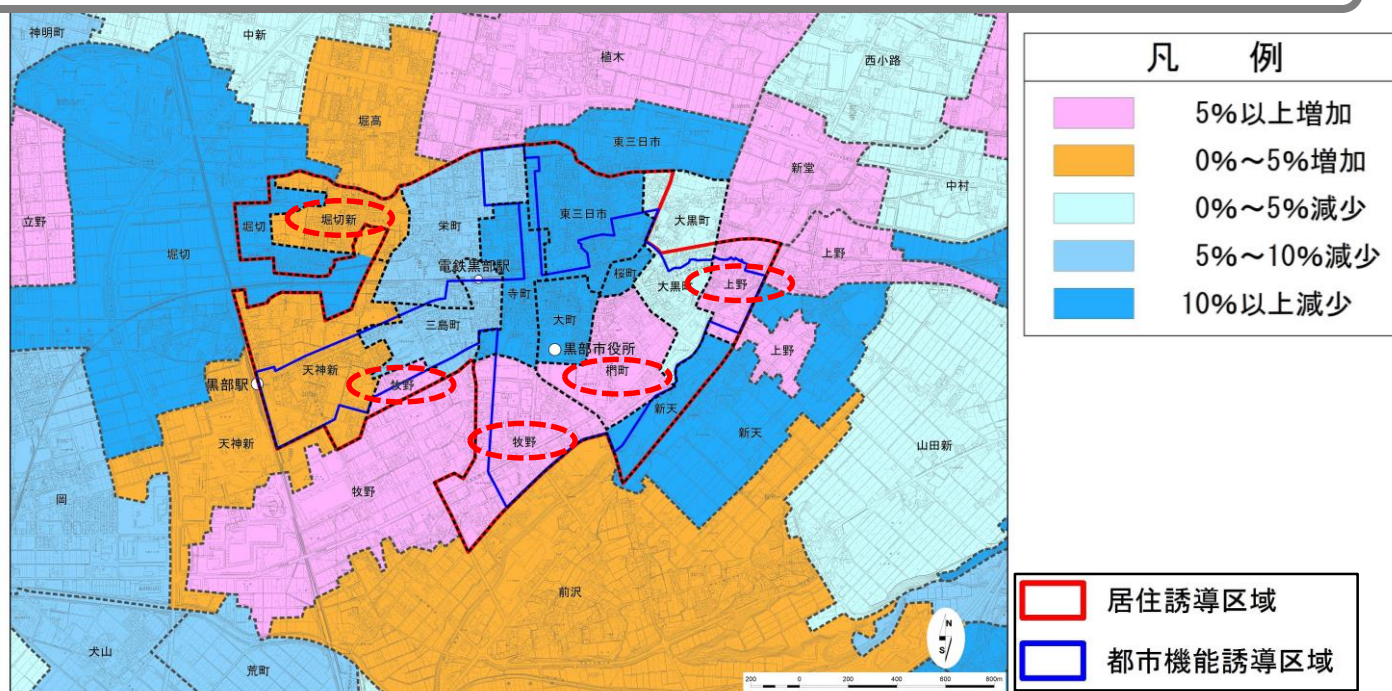 神明町
中新
植木
西小路
凡 例
5%以上増加
0%～5%増加
0%～5%減少
5%～10%減少
10%以上減少
堀高
東三日市
新堂
中村
立野
堀切
堀切新
栄町
東三日市
大黒町
堀切
電鉄黒部駅
桜町
大黒町
上野
上野
寺町
三島町
大町
黒部市役所
上野
天神新
黒部駅
牧野
椚町
新天
新天
天神新
牧野
山田新
岡
牧野
前沢
犬山
荒町
N
S
200 0 200 400 600 800m
居住誘導区域
都市機能誘導区域